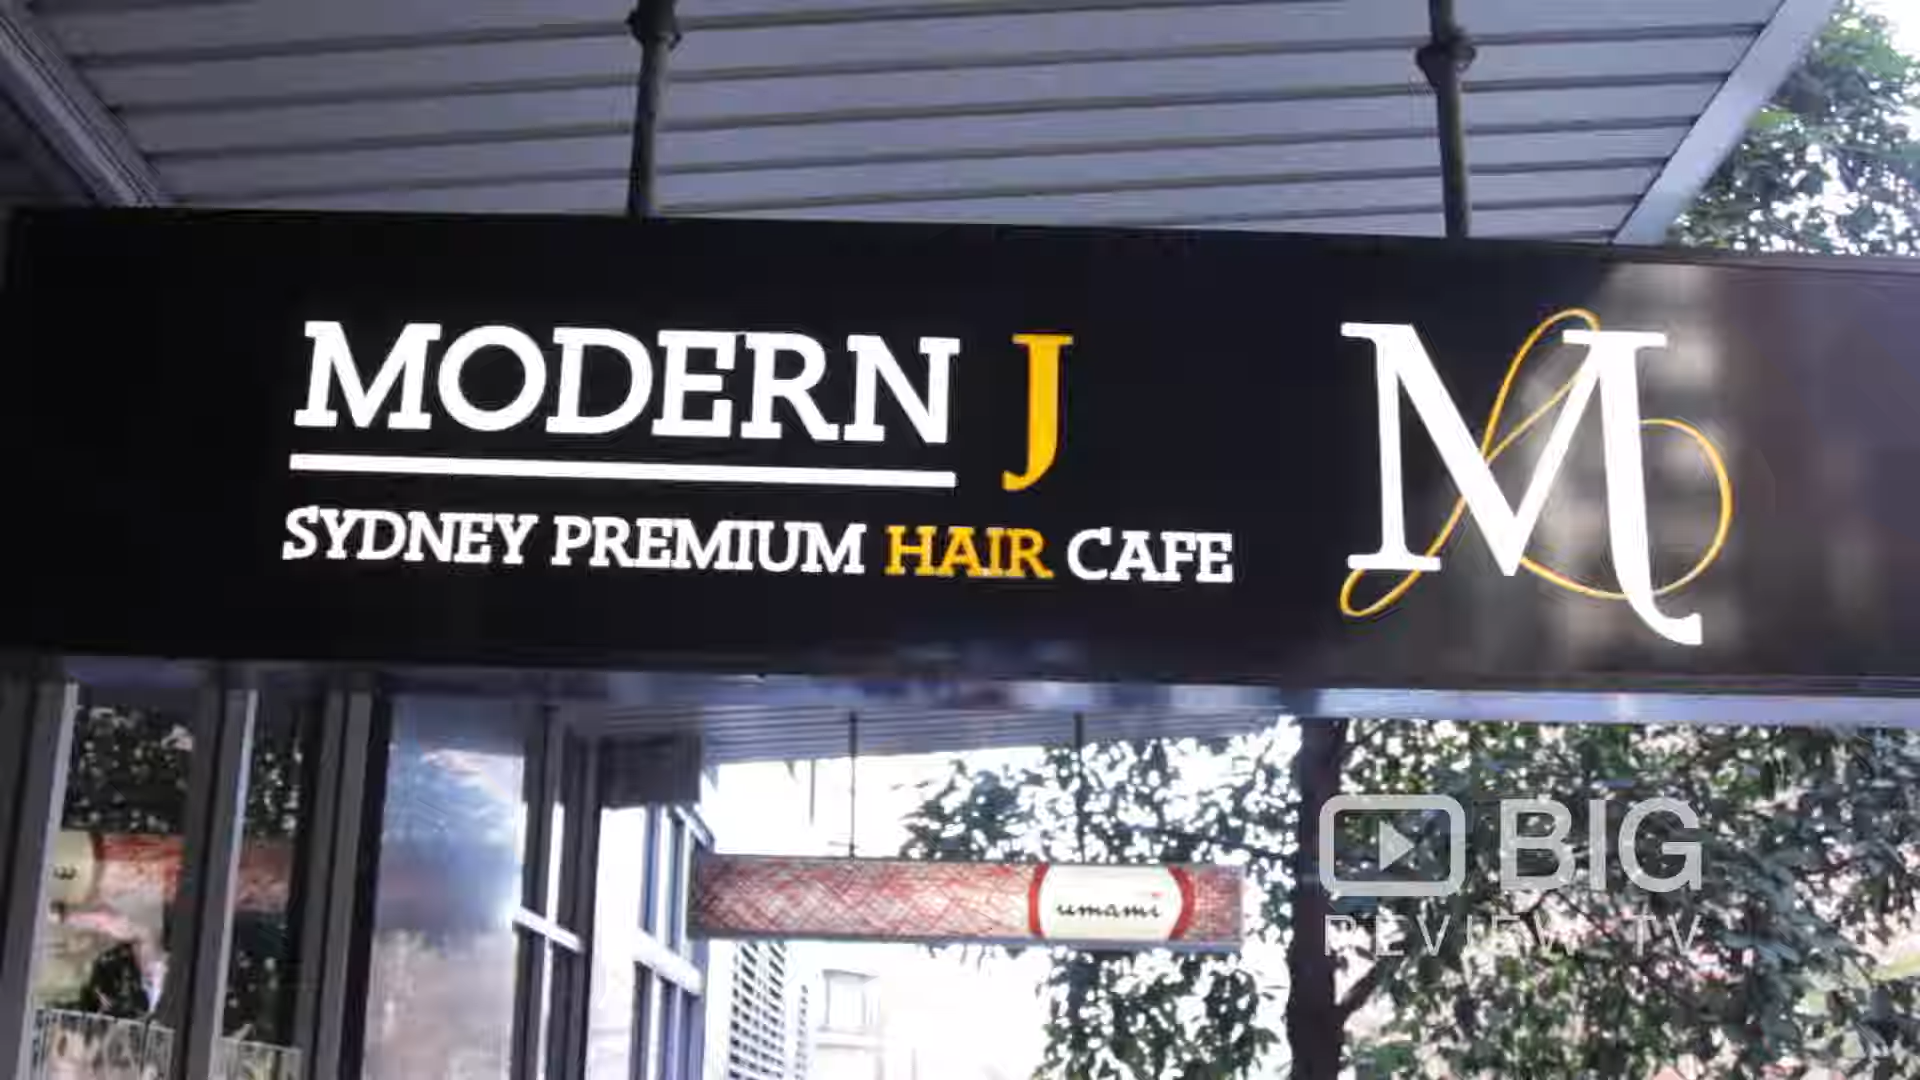 MODERN J
SYDNEY PREMIUM HAIR CAFE
M
umami
BIG
REVIEW TV